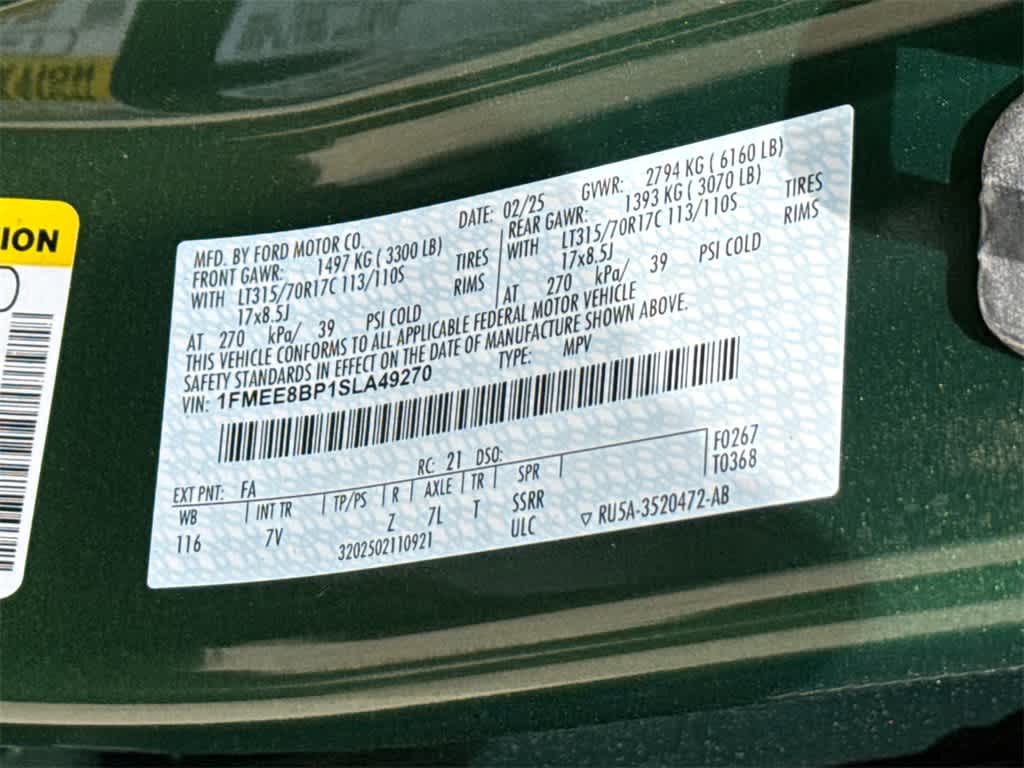 ION
MFD. BY FORD MOTOR CO.
DATE: 02/25 GVWR: 2794 KG ( 6160 LB)
FRONT GAWR: 1497 KG ( 3300 LB)
WITH LT315/70R17C 113/110S TIRES
17x8.5J RIMS
AT 270 kPa/ 39 PSI COLD
REAR GAWR: 1393 KG ( 3070 LB)
WITH LT315/70R17C 113/110S TIRES
17x8.5J RIMS
AT 270 kPa/ 39 PSI COLD
THIS VEHICLE CONFORMS TO ALL APPLICABLE FEDERAL MOTOR VEHICLE
SAFETY STANDARDS IN EFFECT ON THE DATE OF MANUFACTURE SHOWN ABOVE.
VIN: 1FMEE8BP1SLA49270 TYPE: MPV
EXT PNT: FA RC: 21 DSO: F0267
WB INT TR TP/PS R AXLE TR SPR T0368
116 7V Z 7L T SSRR
3202502110921 ULC ▽ RU5A-3520472-AB